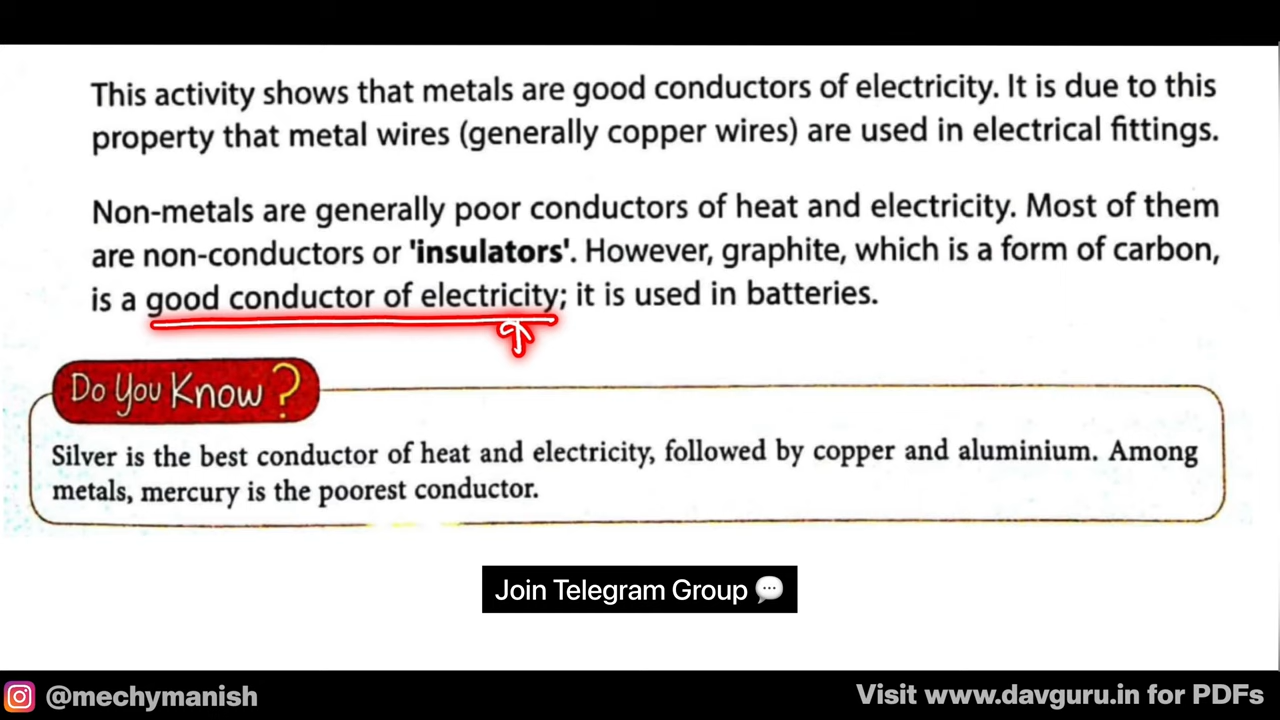 This activity shows that metals are good conductors of electricity. It is due to this
property that metal wires (generally copper wires) are used in electrical fittings.
Non-metals are generally poor conductors of heat and electricity. Most of them
are non-conductors or 'insulators'. However, graphite, which is a form of carbon,
is a good conductor of electricity; it is used in batteries.
Do You Know?
Silver is the best conductor of heat and electricity, followed by copper and aluminium. Among
metals, mercury is the poorest conductor.
Join Telegram Group 💬
@mechymanish
Visit www.davguru.in for PDFs